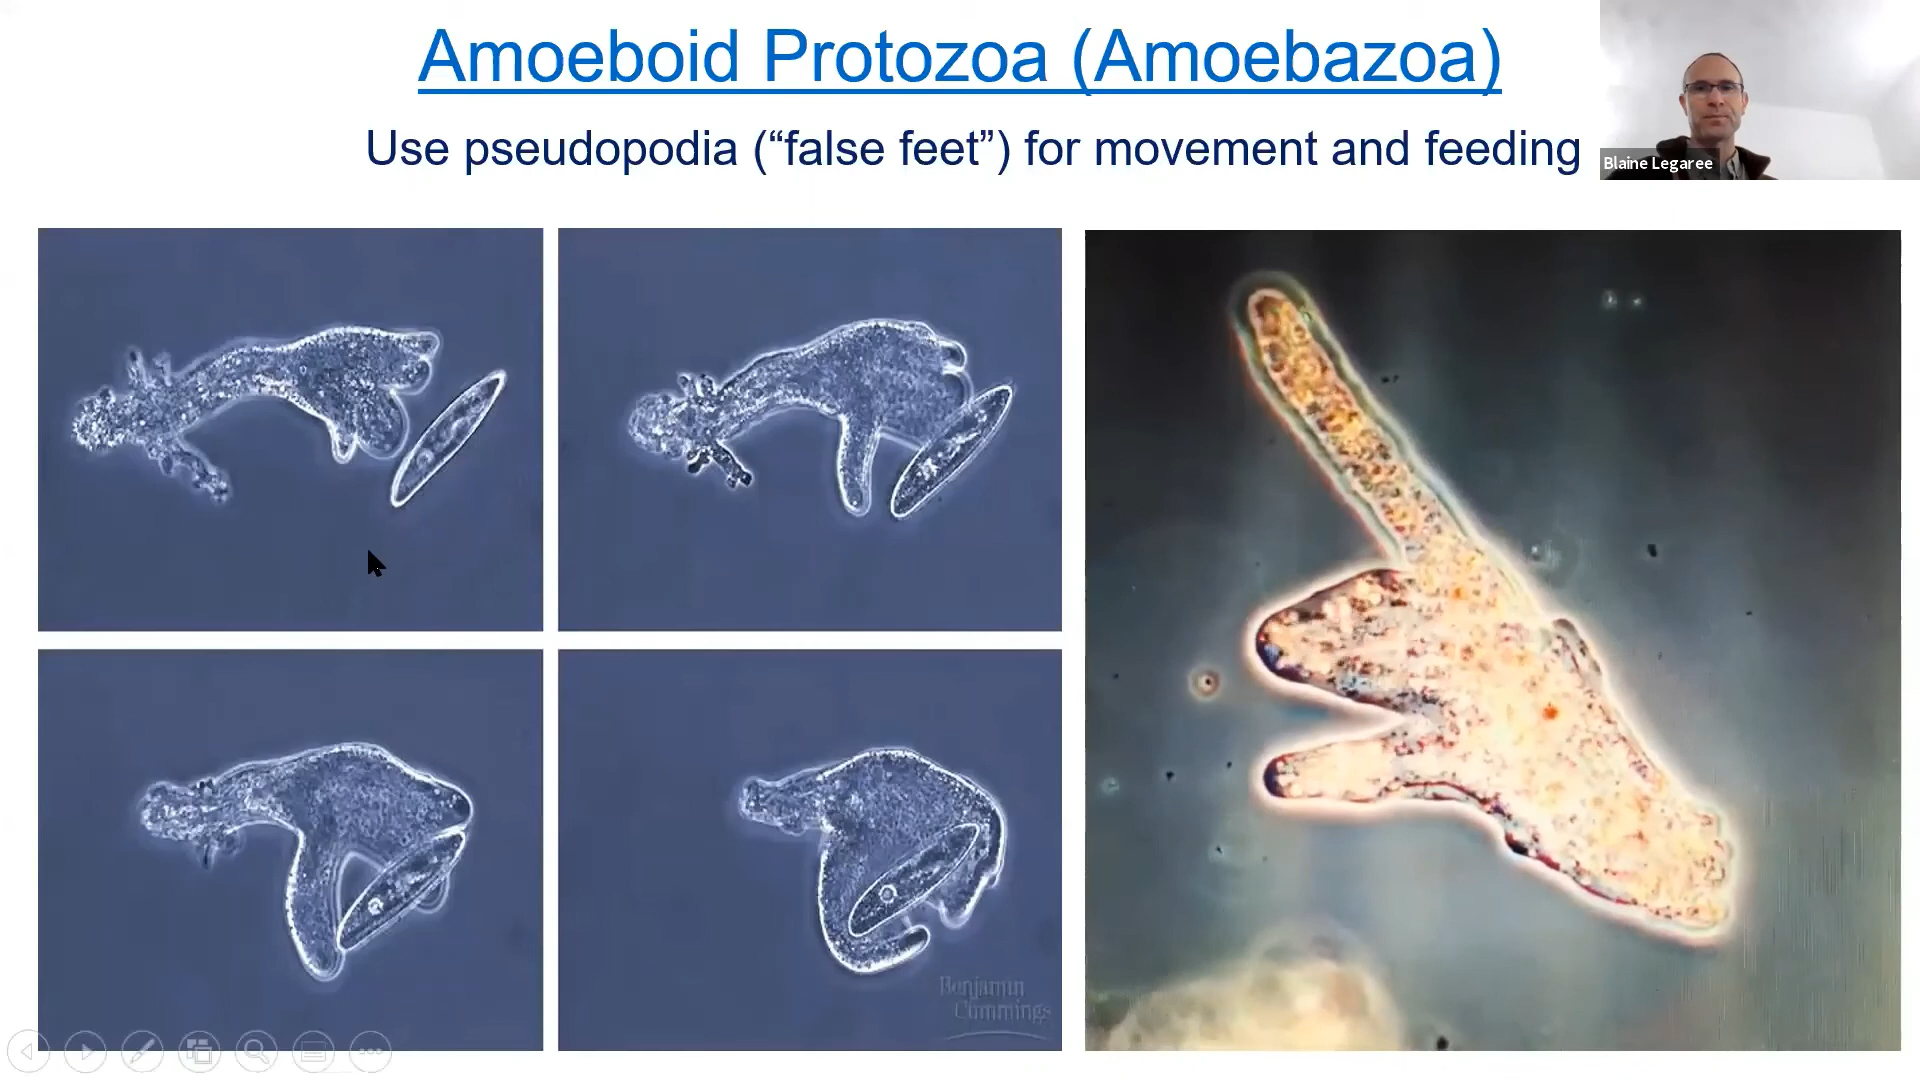 Amoeboid Protozoa (Amoebazoa)
Use pseudopodia (“false feet”) for movement and feeding
Blaine Legaree
Benjamin
Cummings